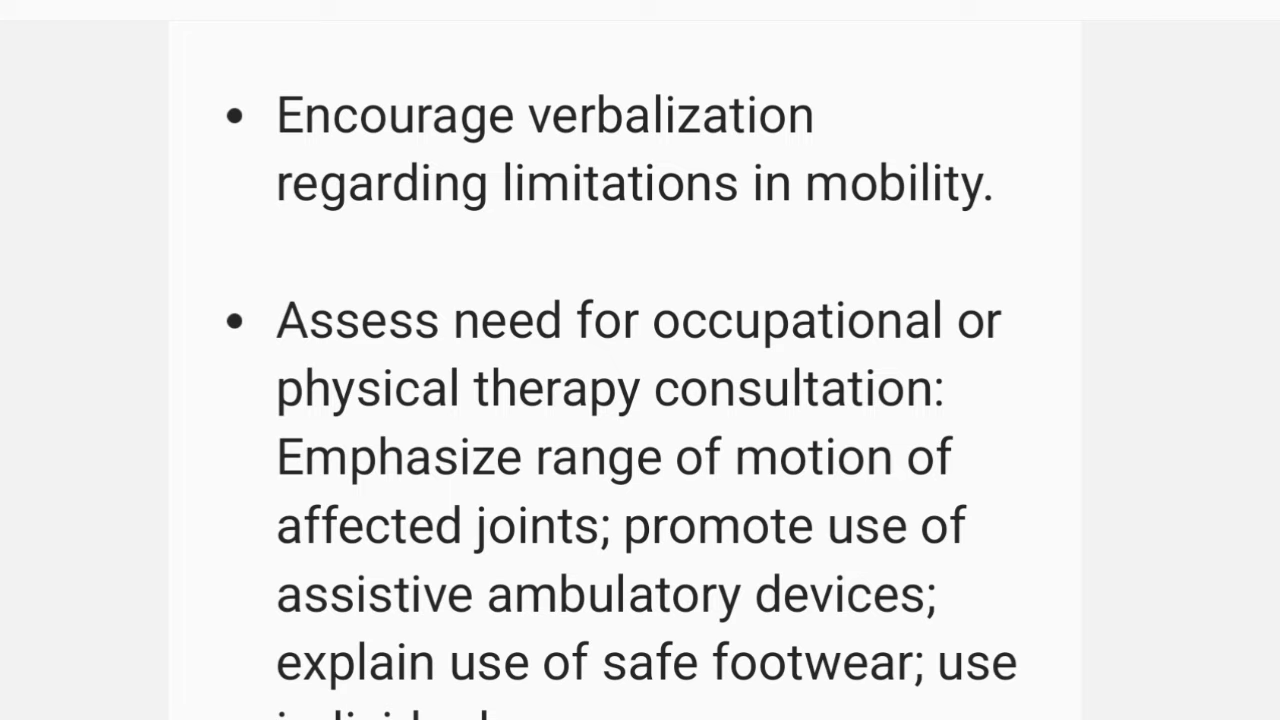 • Encourage verbalization
regarding limitations in mobility.
• Assess need for occupational or
physical therapy consultation:
Emphasize range of motion of
affected joints; promote use of
assistive ambulatory devices;
explain use of safe footwear; use